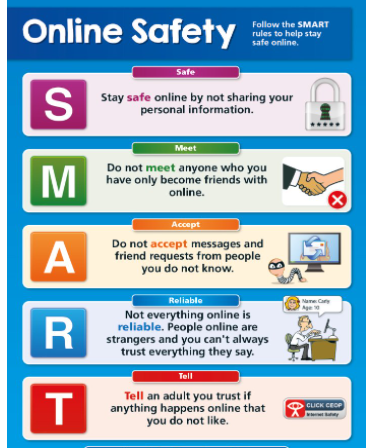 Online Safety
Follow the SMART
rules to help stay
safe online.
Safe
S
Stay safe online by not sharing your
personal information.
*****
Meet
M
Do not meet anyone who you
have only become friends with
online.
Accept
A
Do not accept messages and
friend requests from people
you do not know.
Reliable
R
Not everything online is
reliable. People online are
strangers and you can't always
trust everything they say.
Name: Carly
Age: 10
Tell
T
Tell an adult you trust if
anything happens online that
you do not like.
CLICK CEOP
Internet Safety